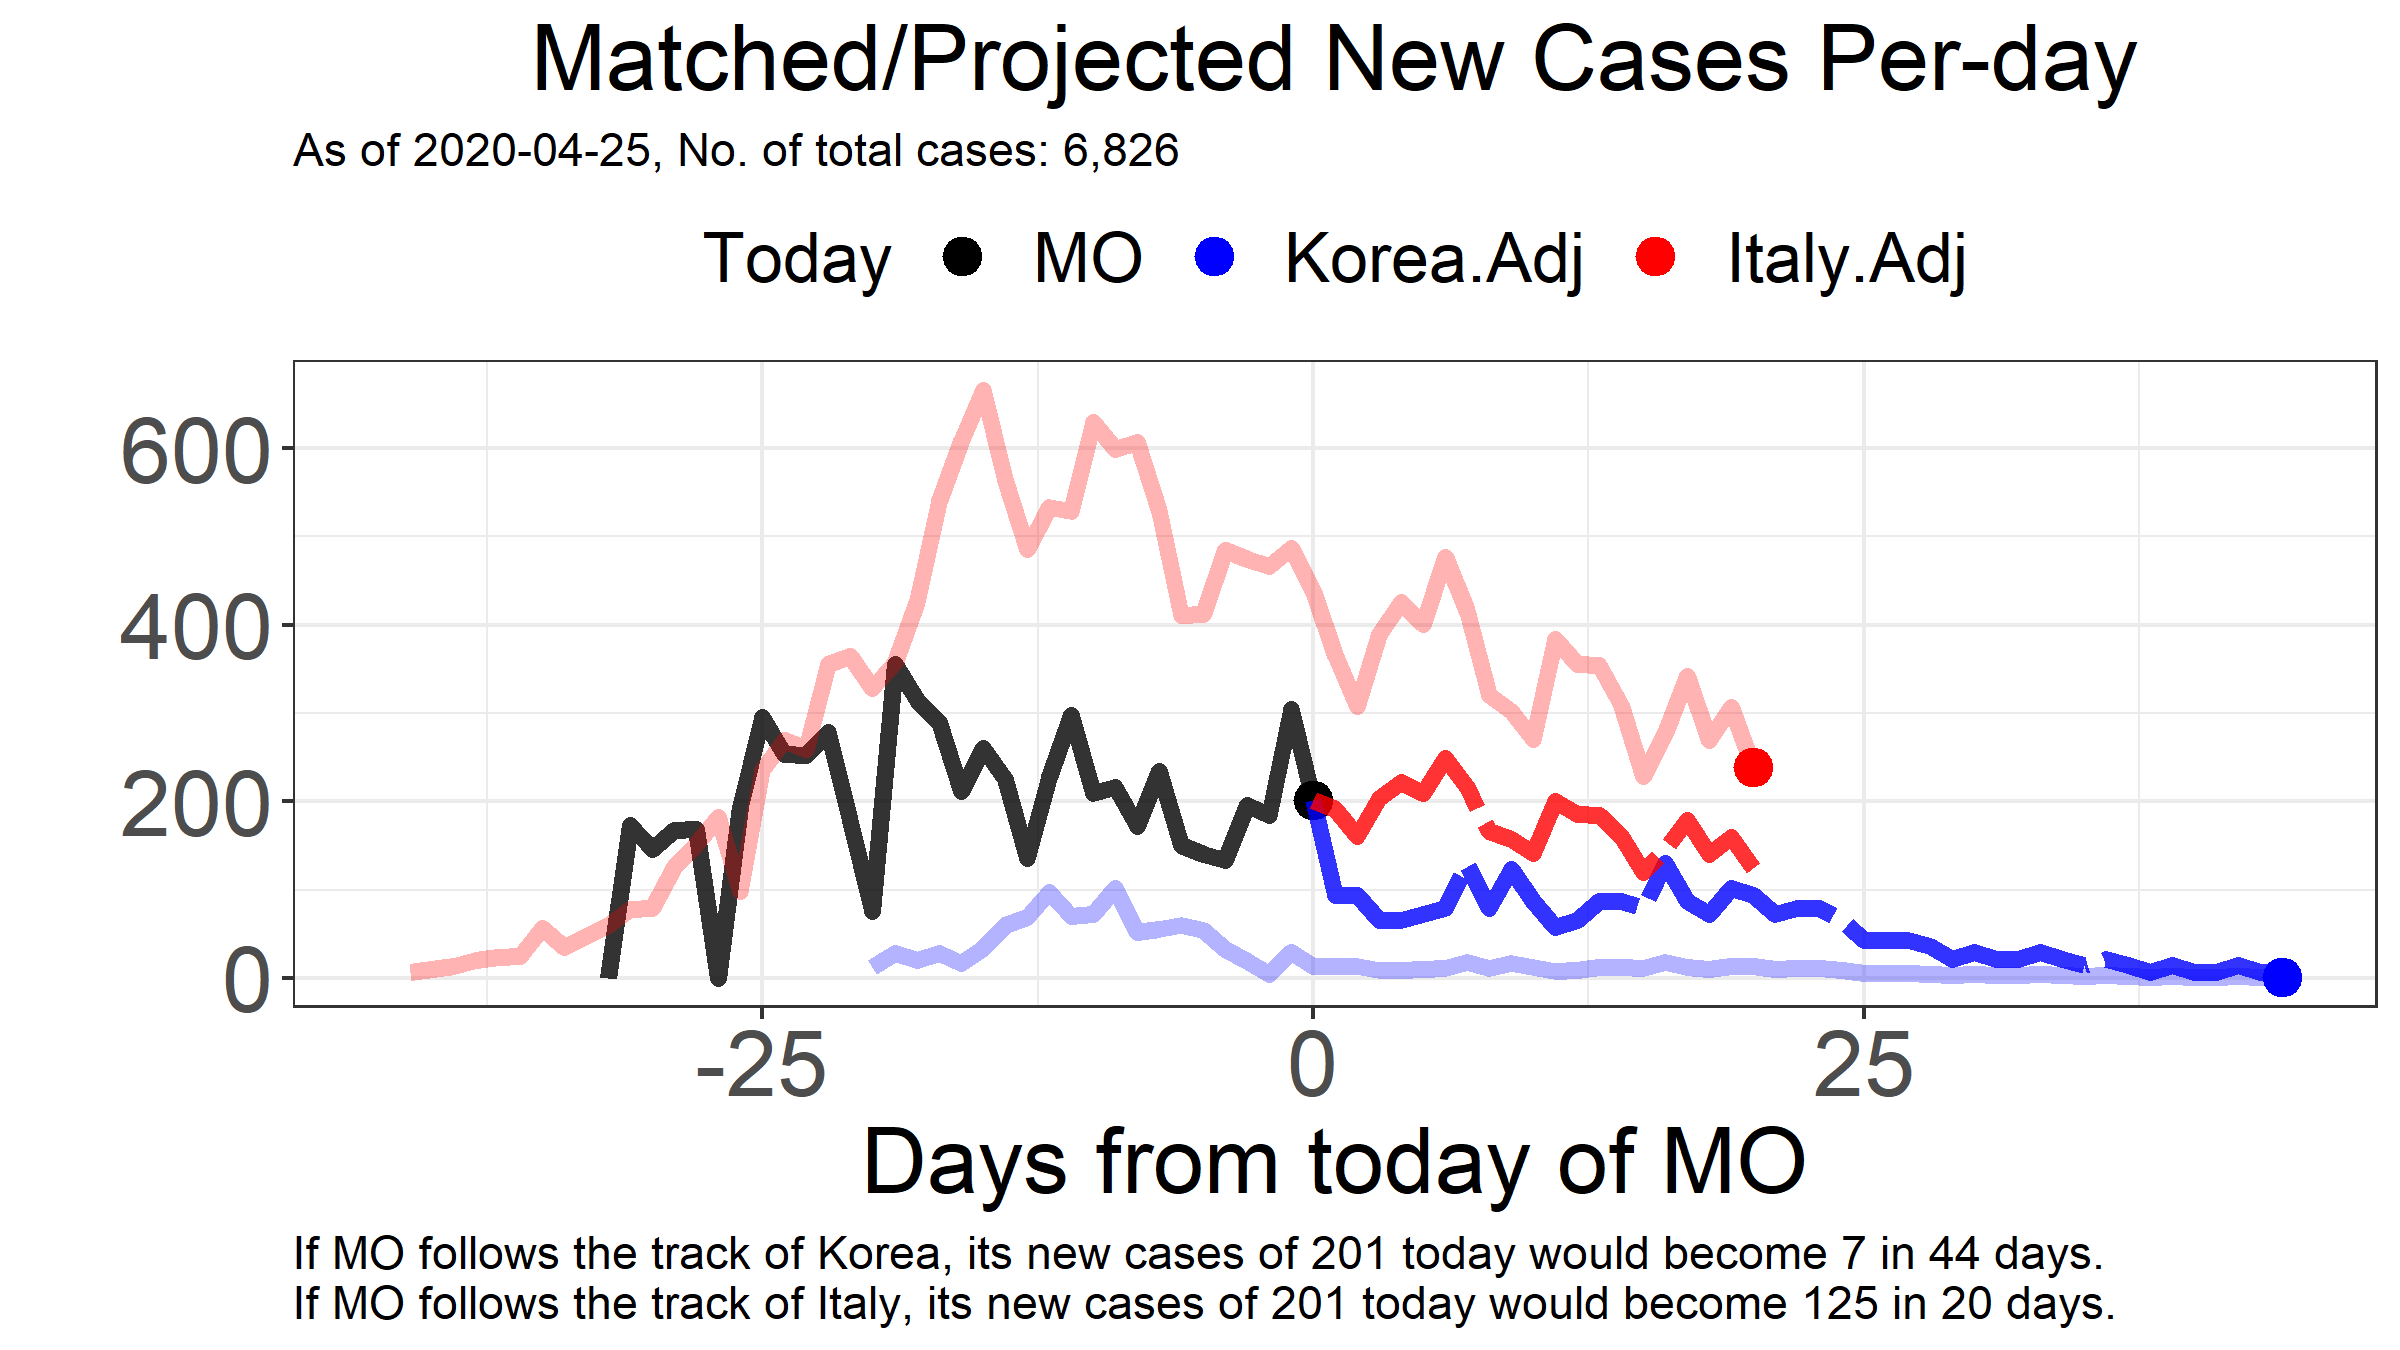 Matched/Projected New Cases Per-day
As of 2020-04-25, No. of total cases: 6,826
Today MO Korea.Adj Italy.Adj
600
400
200
0
-25 0 25
Days from today of MO
If MO follows the track of Korea, its new cases of 201 today would become 7 in 44 days.
If MO follows the track of Italy, its new cases of 201 today would become 125 in 20 days.